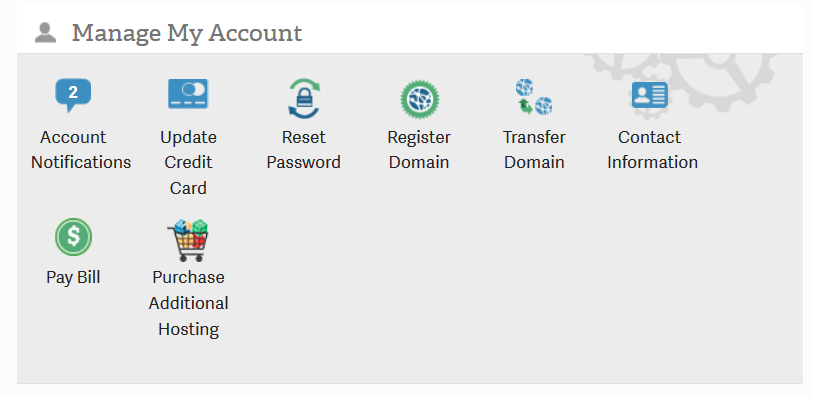 Manage My Account
2
Account
Notifications
Update
Credit
Card
Reset
Password
Register
Domain
Transfer
Domain
Contact
Information
$
Pay Bill
Purchase
Additional
Hosting